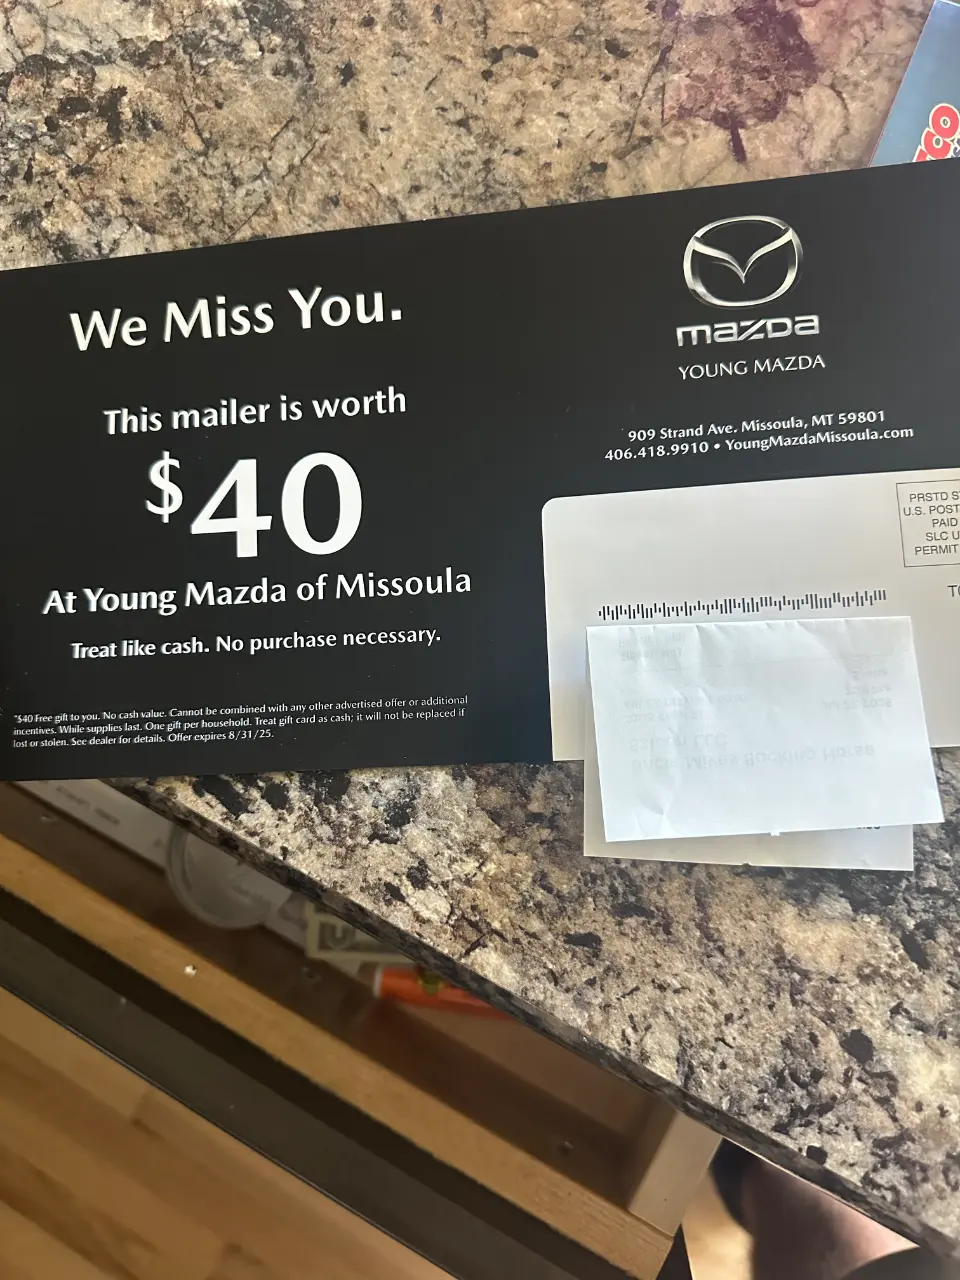 We Miss You.
This mailer is worth
$40
At Young Mazda of Missoula
Treat like cash. No purchase necessary.
*$40 Free gift to you. No cash value. Cannot be combined with any other advertised offer or additional
incentives. While supplies last. One gift per household. Treat gift card as cash; it will not be replaced if
lost or stolen. See dealer for details. Offer expires 8/31/25.
mazda
YOUNG MAZDA
909 Strand Ave. Missoula, MT 59801
406.418.9910 • YoungMazdaMissoula.com
PRSTD S
U.S. POST
PAID
SLC U
PERMIT